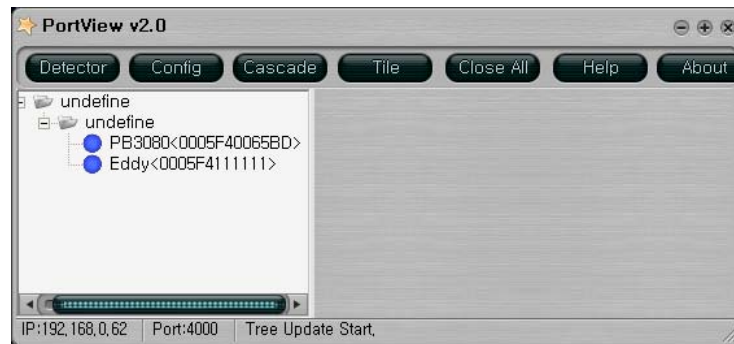 PortView v2.0
Detector Config Cascade Tile Close All Help About
undefine
undefine
PB3080<0005F40065BD>
Eddy<0005F4111111>
IP:192,168,0,62 Port:4000 Tree Update Start,